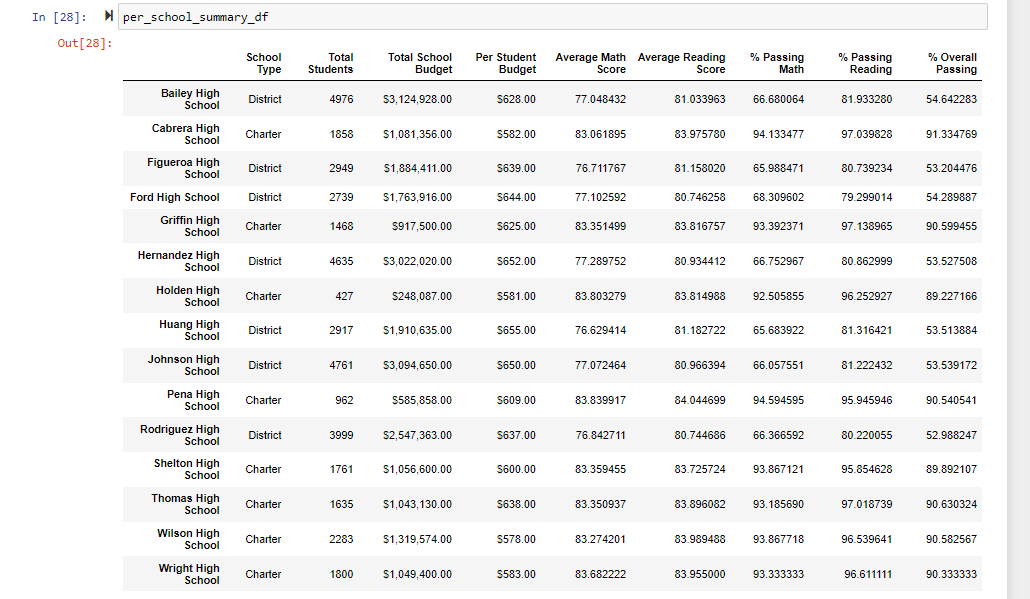 In [28]: per_school_summary_df
Out[28]:
School Type Total Students Total School Budget Per Student Budget Average Math Score Average Reading Score % Passing Math % Passing Reading % Overall Passing
Bailey High School District 4976 $3,124,928.00 $628.00 77.048432 81.033963 66.680064 81.933280 54.642283
Cabrera High School Charter 1858 $1,081,356.00 $582.00 83.061895 83.975780 94.133477 97.039828 91.334769
Figueroa High School District 2949 $1,884,411.00 $639.00 76.711767 81.158020 65.988471 80.739234 53.204476
Ford High School District 2739 $1,763,916.00 $644.00 77.102592 80.746258 68.309602 79.299014 54.289887
Griffin High School Charter 1468 $917,500.00 $625.00 83.351499 83.816757 93.392371 97.138965 90.599455
Hernandez High School District 4635 $3,022,020.00 $652.00 77.289752 80.934412 66.752967 80.862999 53.527508
Holden High School Charter 427 $248,087.00 $581.00 83.803279 83.814988 92.505855 96.252927 89.227166
Huang High School District 2917 $1,910,635.00 $655.00 76.629414 81.182722 65.683922 81.316421 53.513884
Johnson High School District 4761 $3,094,650.00 $650.00 77.072464 80.966394 66.057551 81.222432 53.539172
Pena High School Charter 962 $585,858.00 $609.00 83.839917 84.044699 94.594595 95.945946 90.540541
Rodriguez High School District 3999 $2,547,363.00 $637.00 76.842711 80.744686 66.366592 80.220055 52.988247
Shelton High School Charter 1761 $1,056,600.00 $600.00 83.359455 83.725724 93.867121 95.854628 89.892107
Thomas High School Charter 1635 $1,043,130.00 $638.00 83.350937 83.896082 93.185690 97.018739 90.630324
Wilson High School Charter 2283 $1,319,574.00 $578.00 83.274201 83.989488 93.867718 96.539641 90.582567
Wright High School Charter 1800 $1,049,400.00 $583.00 83.682222 83.955000 93.333333 96.611111 90.333333